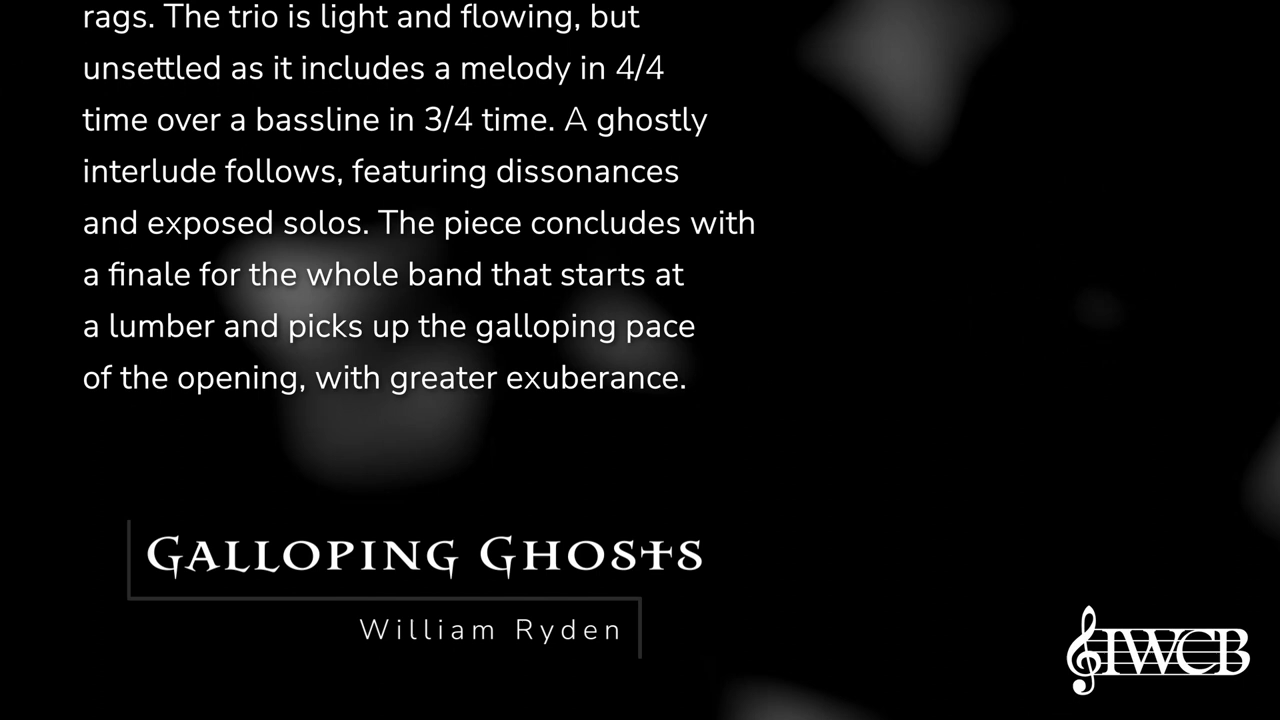 rags. The trio is light and flowing, but
unsettled as it includes a melody in 4/4
time over a bassline in 3/4 time. A ghostly
interlude follows, featuring dissonances
and exposed solos. The piece concludes with
a finale for the whole band that starts at
a lumber and picks up the galloping pace
of the opening, with greater exuberance.
Galloping Ghosts
William Ryden
IWCB